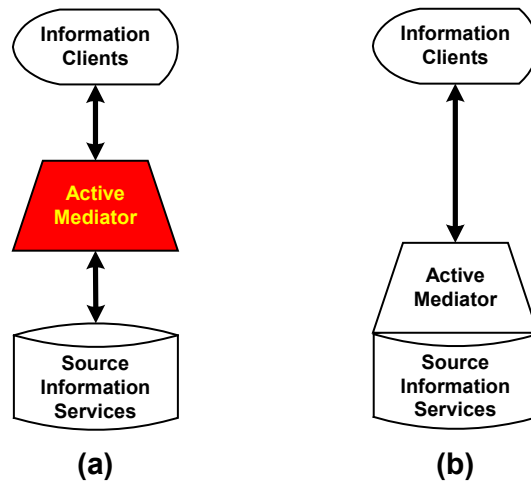 Information
Clients
Active
Mediator
Source
Information
Services
(a)
Information
Clients
Active
Mediator
Source
Information
Services
(b)